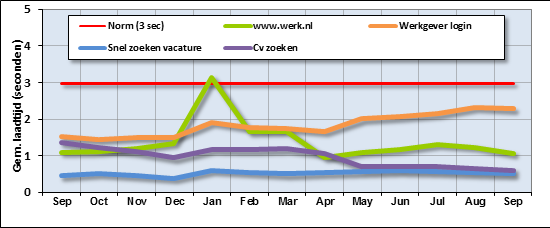 5
4
3
2
1
0
Gem. laadtijd (seconden)
Norm (3 sec) www.werk.nl Werkgever login
Snel zoeken vacature Cv zoeken
Sep Oct Nov Dec Jan Feb Mar Apr May Jun Jul Aug Sep